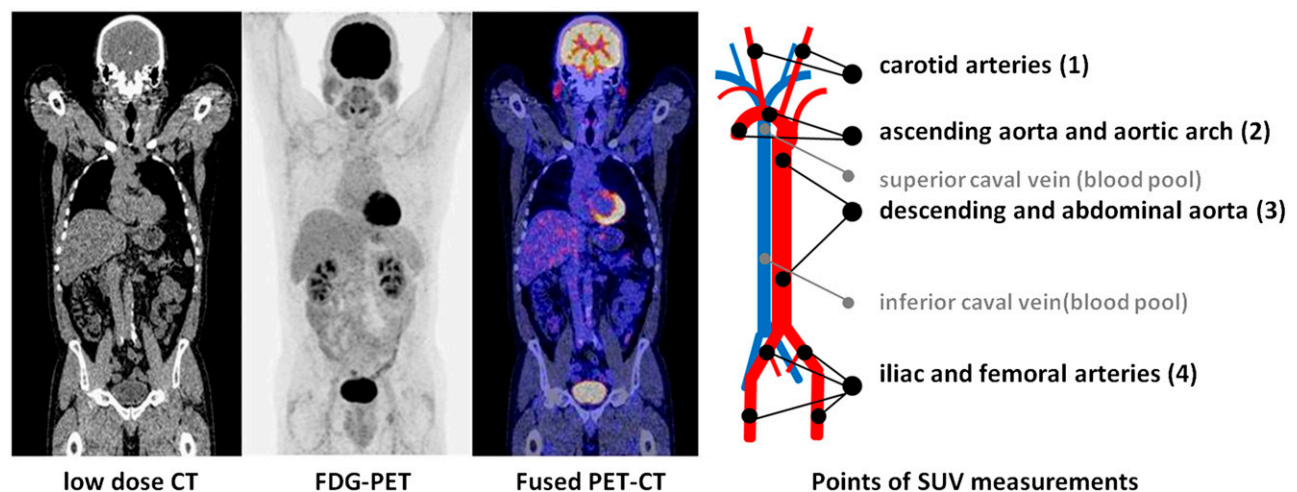 carotid arteries (1)
ascending aorta and aortic arch (2)
superior caval vein (blood pool)
descending and abdominal aorta (3)
inferior caval vein(blood pool)
iliac and femoral arteries (4)
low dose CT
FDG-PET
Fused PET-CT
Points of SUV measurements